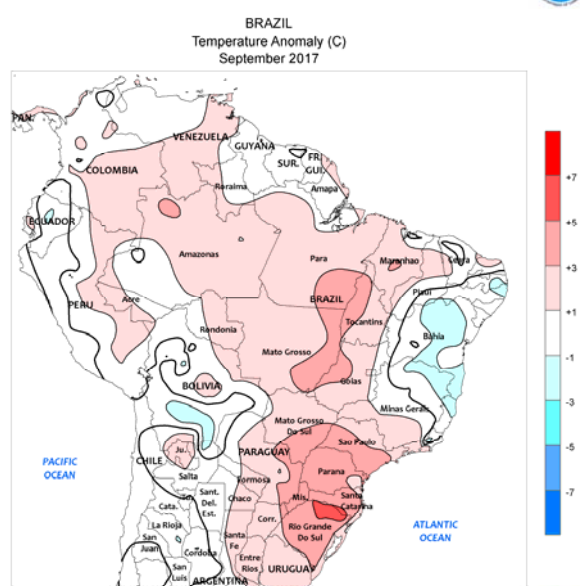 BRAZIL
Temperature Anomaly (C)
September 2017
PAN.
VENEZUELA
GUYANA
SUR.
FR.
GUI.
COLOMBIA
Roraima
Amapa
ECUADOR
Amazonas
Para
Maranhao
Ceara
PERU
Acre
BRAZIL
Piaui
Tocantins
Rondonia
Bahia
Mato Grosso
BOLIVIA
Goias
Minas Gerais
Mato Grosso
Do Sul
Sao Paulo
PACIFIC
OCEAN
CHILE
Ju.
PARAGUAY
Parana
Salta
Formosa
Tu.
Sant.
Del.
Est.
Chaco
Mis.
Santa
Catarina
Cata.
Corr.
Rio Grande
Do Sul
La Rioja
Santa
Fe
San
Juan
Cordoba
Entre
Rios
San
Luis
URUGUAY
ARGENTINA
ATLANTIC
OCEAN
+7
+5
+3
+1
-1
-3
-5
-7